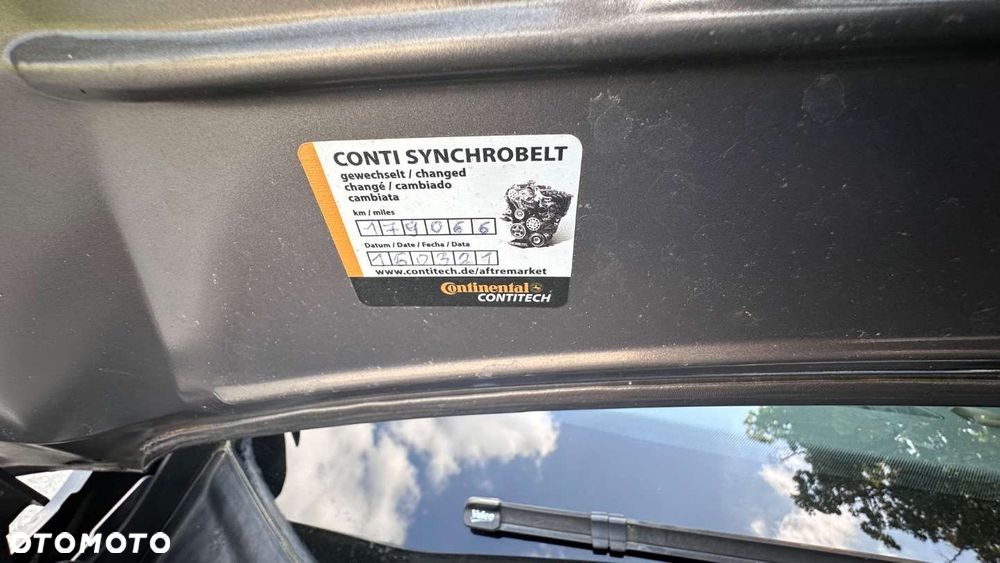 CONTI SYNCHROBELT
gewechselt / changed
changé / cambiado
cambiata
km / miles
179066
Datum / Date / Fecha / Data
160321
www.contitech.de/aftremarket
Continental
CONTITECH
Valeo
OTOMOTO